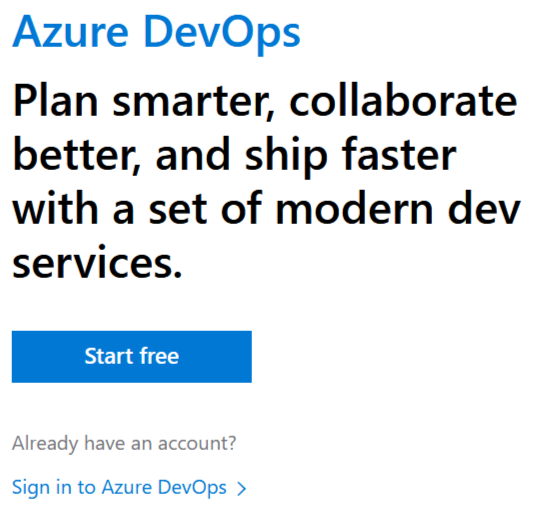 Azure DevOps
Plan smarter, collaborate
better, and ship faster
with a set of modern dev
services.
Start free
Already have an account?
Sign in to Azure DevOps >